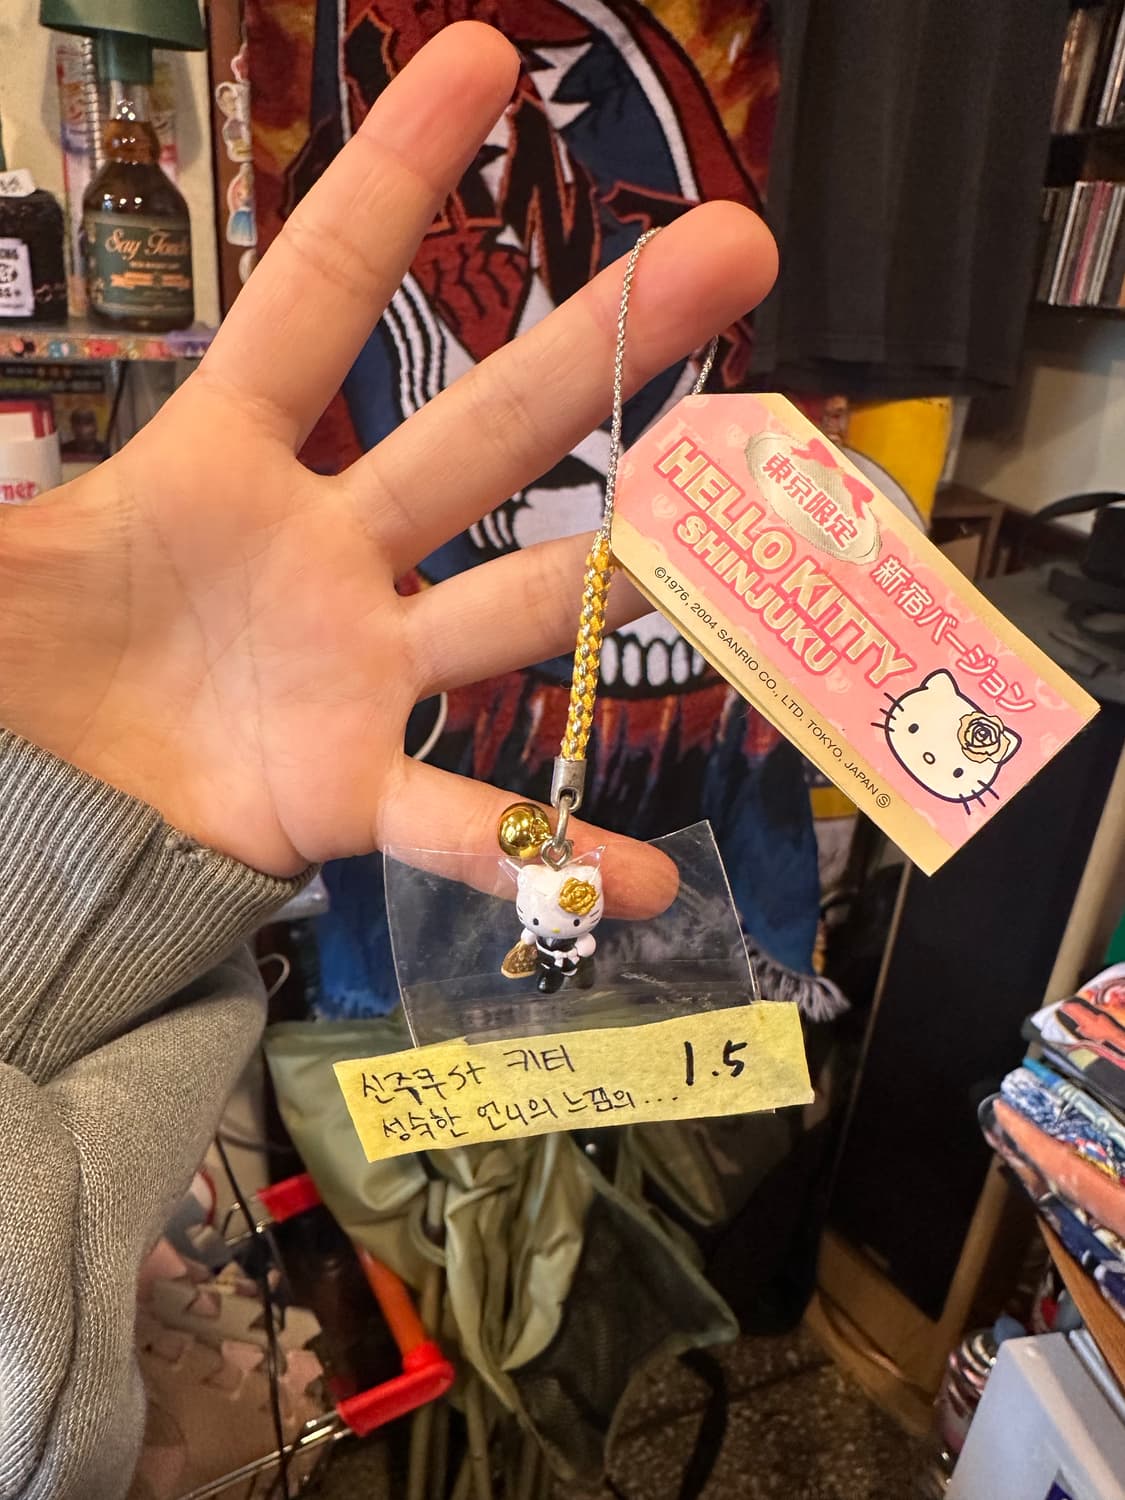 Say
東京限定
HELLO KITTY
SHINJUKU
新宿バージョン
©1976, 2004 SANRIO CO., LTD. TOKYO, JAPAN Ⓢ
신주쿠St 키티 1.5
성숙한 언니의 느낌의...